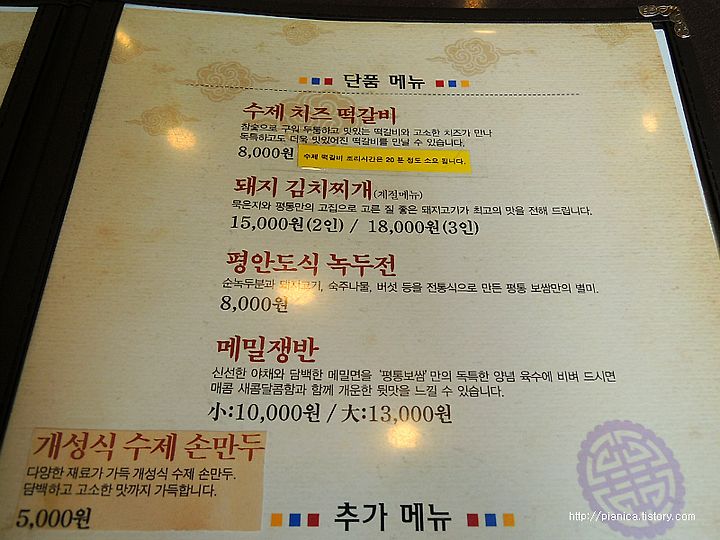 단품 메뉴
수제 치즈 떡갈비
참숯으로 구워 두툼하고 맛있는 떡갈비와 고소한 치즈가 만나
독특하고도 더욱 맛있어진 떡갈비를 만날 수 있습니다.
8,000원 수제 떡갈비 조리시간은 20 분 정도 소요 됩니다.
돼지 김치찌개(계절메뉴)
묵은지와 평통만의 고집으로 고른 질 좋은 돼지고기가 최고의 맛을 전해 드립니다.
15,000원(2인) / 18,000원(3인)
평안도식 녹두전
순녹두분과 돼지고기, 숙주나물, 버섯 등을 전통식으로 만든 평통 보쌈만의 별미.
8,000원
메밀쟁반
신선한 야채와 담백한 메밀면을 '평통보쌈'만의 독특한 양념 육수에 비벼 드시면
매콤 새콤달콤함과 함께 개운한 뒷맛을 느낄 수 있습니다.
小:10,000원 / 大:13,000원
개성식 수제 손만두
다양한 재료가 가득 개성식 수제 손만두.
담백하고 고소한 맛까지 가득합니다.
5,000원
추가 메뉴
http://pianica.tistory.com